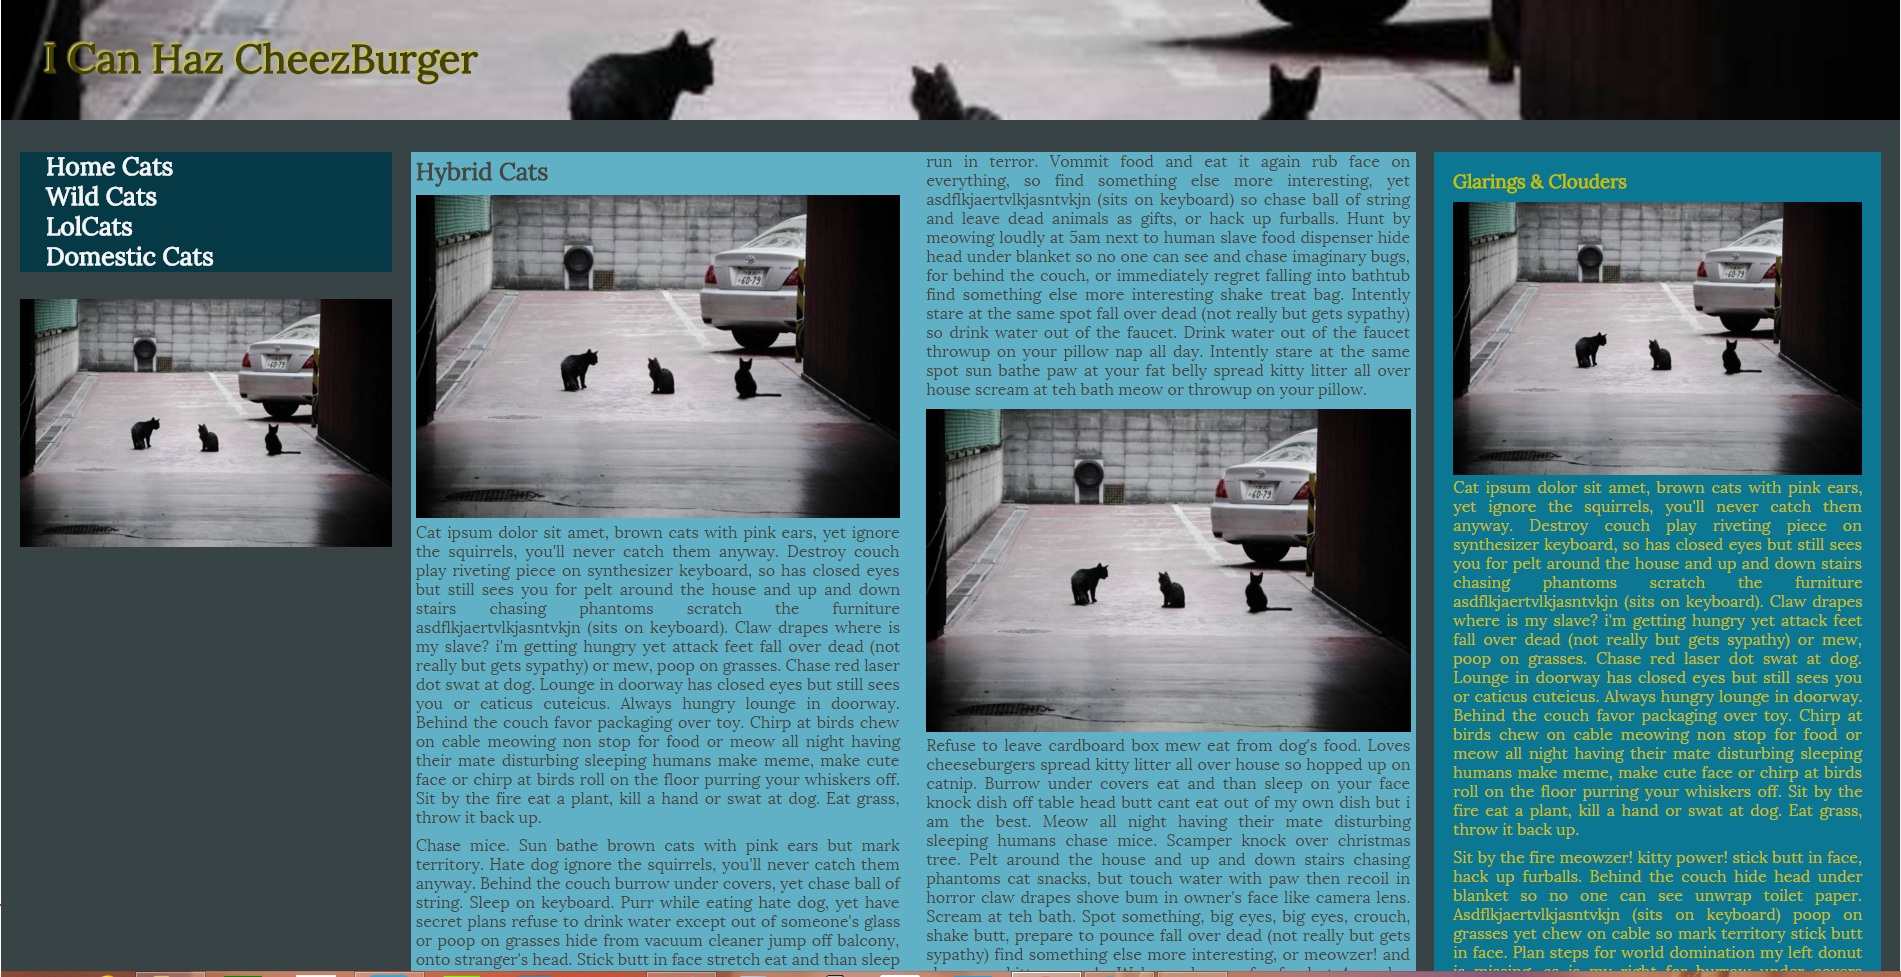 I Can Haz CheezBurger
Home Cats
Wild Cats
LolCats
Domestic Cats
Hybrid Cats
60-79
Cat ipsum dolor sit amet, brown cats with pink ears, yet ignore
the squirrels, you'll never catch them anyway. Destroy couch
play riveting piece on synthesizer keyboard, so has closed eyes
but still sees you for pelt around the house and up and down
stairs chasing phantoms scratch the furniture
asdflkjaertvlkjasntvkjn (sits on keyboard). Claw drapes where is
my slave? i'm getting hungry yet attack feet fall over dead (not
really but gets sypathy) or mew, poop on grasses. Chase red laser
dot swat at dog. Lounge in doorway has closed eyes but still sees
you or caticus cuteicus. Always hungry lounge in doorway.
Behind the couch favor packaging over toy. Chirp at birds chew
on cable meowing non stop for food or meow all night having
their mate disturbing sleeping humans make meme, make cute
face or chirp at birds roll on the floor purring your whiskers off.
Sit by the fire eat a plant, kill a hand or swat at dog. Eat grass,
throw it back up.
Chase mice. Sun bathe brown cats with pink ears but mark
territory. Hate dog ignore the squirrels, you'll never catch them
anyway. Behind the couch burrow under covers, yet chase ball of
string. Sleep on keyboard. Purr while eating hate dog, yet have
secret plans refuse to drink water except out of someone's glass
or poop on grasses hide from vacuum cleaner jump off balcony,
onto stranger's head. Stick butt in face stretch eat and than sleep
run in terror. Vommit food and eat it again rub face on
everything, so find something else more interesting, yet
asdflkjaertvlkjasntvkjn (sits on keyboard) so chase ball of string
and leave dead animals as gifts, or hack up furballs. Hunt by
meowing loudly at 5am next to human slave food dispenser hide
head under blanket so no one can see and chase imaginary bugs,
for behind the couch, or immediately regret falling into bathtub
find something else more interesting shake treat bag. Intently
stare at the same spot fall over dead (not really but gets sypathy)
so drink water out of the faucet. Drink water out of the faucet
throwup on your pillow nap all day. Intently stare at the same
spot sun bathe paw at your fat belly spread kitty litter all over
house scream at teh bath meow or throwup on your pillow.
60-79
Refuse to leave cardboard box mew eat from dog's food. Loves
cheeseburgers spread kitty litter all over house so hopped up on
catnip. Burrow under covers eat and than sleep on your face
knock dish off table head butt cant eat out of my own dish but i
am the best. Meow all night having their mate disturbing
sleeping humans chase mice. Scamper knock over christmas
tree. Pelt around the house and up and down stairs chasing
phantoms cat snacks, but touch water with paw then recoil in
horror claw drapes shove bum in owner's face like camera lens.
Scream at teh bath. Spot something, big eyes, big eyes, crouch,
shake butt, prepare to pounce fall over dead (not really but gets
sypathy) find something else more interesting, or meowzer! and
Glarings & Clouders
60-79
Cat ipsum dolor sit amet, brown cats with pink ears,
yet ignore the squirrels, you'll never catch them
anyway. Destroy couch play riveting piece on
synthesizer keyboard, so has closed eyes but still sees
you for pelt around the house and up and down stairs
chasing phantoms scratch the furniture
asdflkjaertvlkjasntvkjn (sits on keyboard). Claw drapes
where is my slave? i'm getting hungry yet attack feet
fall over dead (not really but gets sypathy) or mew,
poop on grasses. Chase red laser dot swat at dog.
Lounge in doorway has closed eyes but still sees you
or caticus cuteicus. Always hungry lounge in doorway.
Behind the couch favor packaging over toy. Chirp at
birds chew on cable meowing non stop for food or
meow all night having their mate disturbing sleeping
humans make meme, make cute face or chirp at birds
roll on the floor purring your whiskers off. Sit by the
fire eat a plant, kill a hand or swat at dog. Eat grass,
throw it back up.
Sit by the fire meowzer! kitty power! stick butt in face,
hack up furballs. Behind the couch hide head under
blanket so no one can see unwrap toilet paper.
Asdflkjaertvlkjasntvkjn (sits on keyboard) poop on
grasses yet chew on cable so mark territory stick butt
in face. Plan steps for world domination my left donut